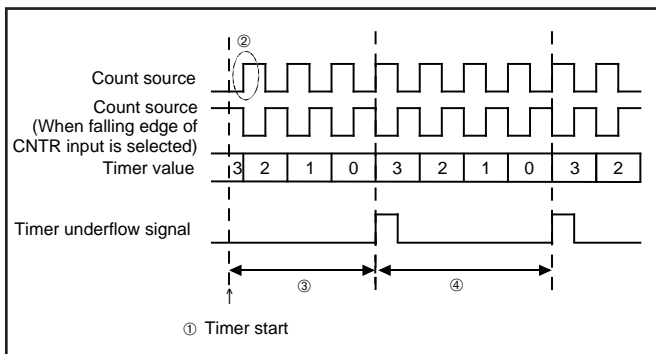 ②
Count source
Count source
(When falling edge of
CNTR input is selected)
Timer value
3 2 1 0 3 2 1 0 3 2
Timer underflow signal
③ ④
① Timer start